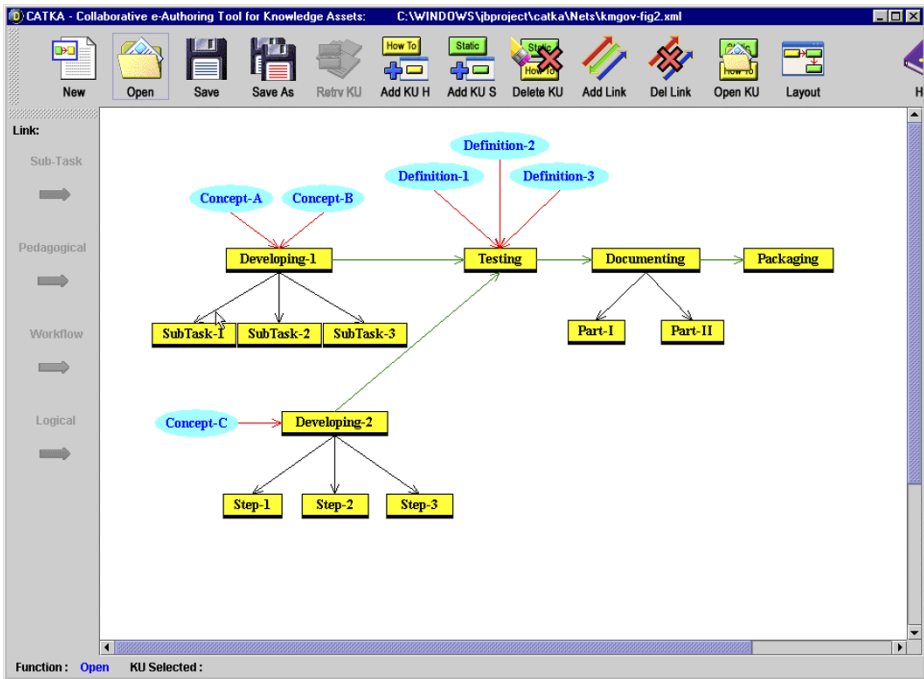 CATKA - Collaborative e-Authoring Tool for Knowledge Assets: C:\WINDOWS\jbproject\catka\Nets\kmgov-fig2.xml
How To
Static
Static
How To
Static
How To
New Open Save Save As Retrv KU Add KU H Add KU S Delete KU Add Link Del Link Open KU Layout H
Link:
Sub-Task
Pedagogical
Workflow
Logical
Definition-2
Definition-1
Definition-3
Concept-A
Concept-B
Developing-1
Testing
Documenting
Packaging
SubTask-1
SubTask-2
SubTask-3
Part-I
Part-II
Concept-C
Developing-2
Step-1
Step-2
Step-3
Function : Open KU Selected :